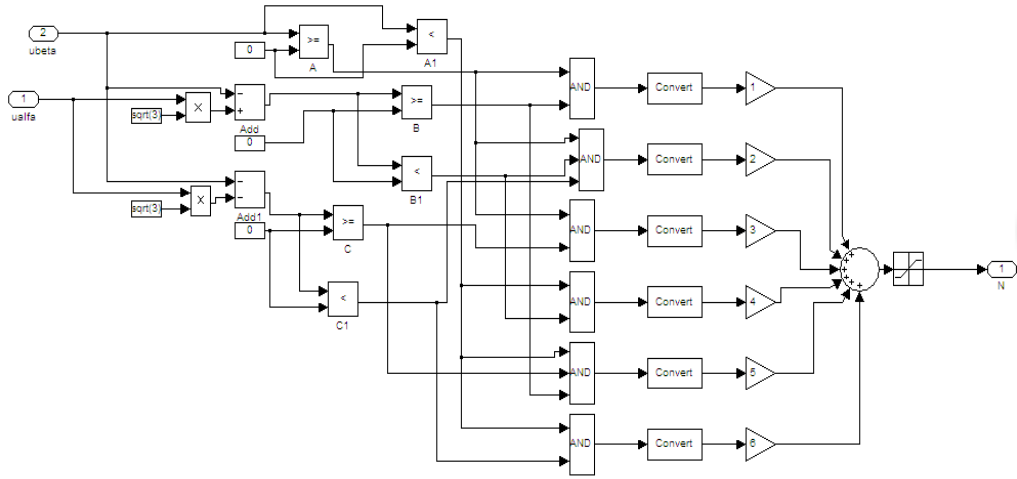 2
ubeta
0
>=
A
<
A1
1
ualfa
sqrt(3)
X
−
+
Add
0
>=
B
<
B1
sqrt(3)
X
−
−
Add1
0
>=
C
<
C1
AND
Convert
1
AND
Convert
2
AND
Convert
3
AND
Convert
4
AND
Convert
5
AND
Convert
6
+
+
+
+
+
+
1
N